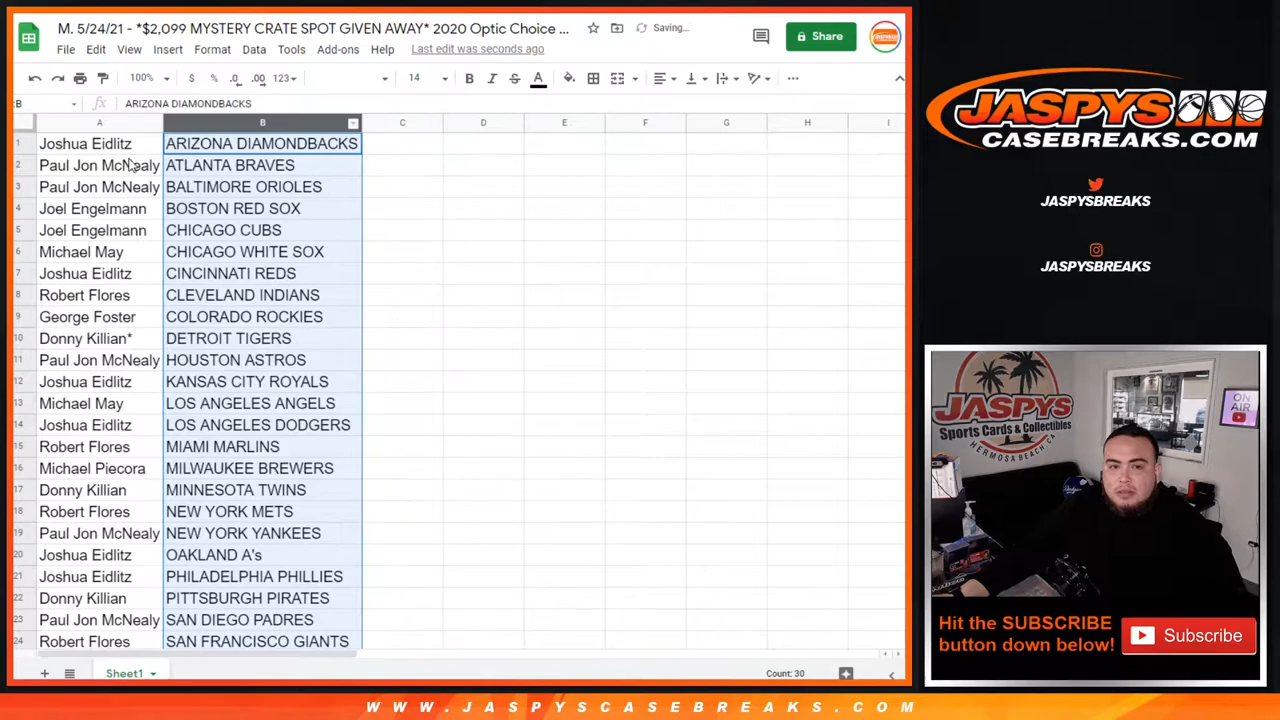 M. 5/24/21 - *$2,099 MYSTERY CRATE SPOT GIVEN AWAY* 2020 Optic Choice ...
Saving...
Share
File Edit View Insert Format Data Tools Add-ons Help Last edit was seconds ago
100% $ % .0 .00 123 14 B I S A
B fx ARIZONA DIAMONDBACKS
A B C D E F G H I
1 Joshua Eidlitz ARIZONA DIAMONDBACKS
2 Paul Jon McNealy ATLANTA BRAVES
3 Paul Jon McNealy BALTIMORE ORIOLES
4 Joel Engelmann BOSTON RED SOX
5 Joel Engelmann CHICAGO CUBS
6 Michael May CHICAGO WHITE SOX
7 Joshua Eidlitz CINCINNATI REDS
8 Robert Flores CLEVELAND INDIANS
9 George Foster COLORADO ROCKIES
10 Donny Killian* DETROIT TIGERS
11 Paul Jon McNealy HOUSTON ASTROS
12 Joshua Eidlitz KANSAS CITY ROYALS
13 Michael May LOS ANGELES ANGELS
14 Joshua Eidlitz LOS ANGELES DODGERS
15 Robert Flores MIAMI MARLINS
16 Michael Piecora MILWAUKEE BREWERS
17 Donny Killian MINNESOTA TWINS
18 Robert Flores NEW YORK METS
19 Paul Jon McNealy NEW YORK YANKEES
20 Joshua Eidlitz OAKLAND A's
21 Joshua Eidlitz PHILADELPHIA PHILLIES
22 Donny Killian PITTSBURGH PIRATES
23 Paul Jon McNealy SAN DIEGO PADRES
24 Robert Flores SAN FRANCISCO GIANTS
Sheet1
Count: 30
JASPYS
CASEBREAKS.COM
JASPYSBREAKS
JASPYSBREAKS
JASPYS
Sports Cards & Collectibles
HERMOSA BEACH CA
ON
AIR
Hit the SUBSCRIBE
button down below!
Subscribe
WWW.JASPYSCASEBREAKS.COM